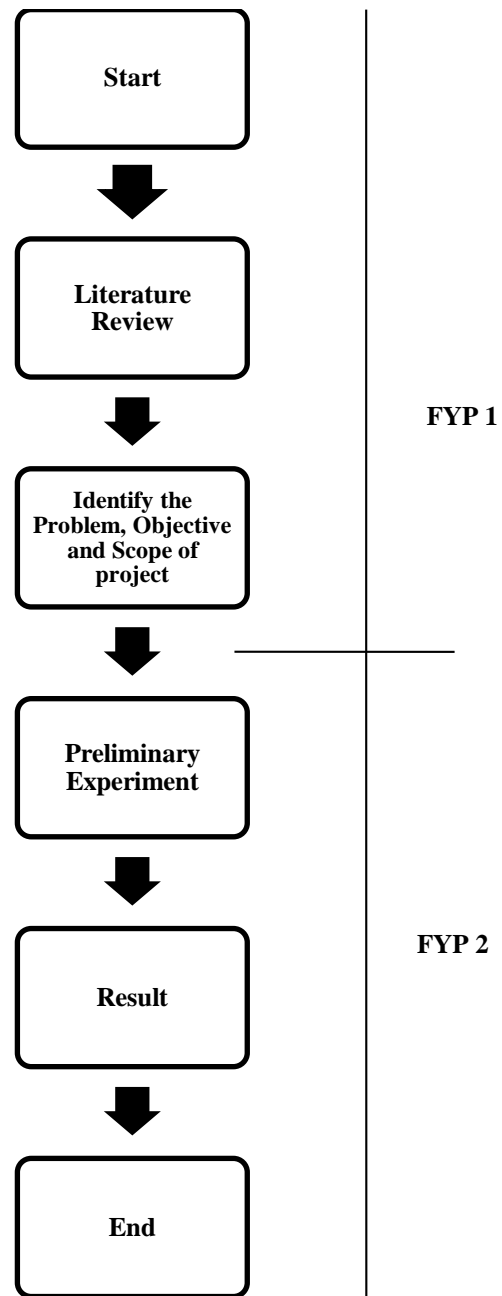 Start
Literature
Review
FYP 1
Identify the
Problem, Objective
and Scope of
project
Preliminary
Experiment
FYP 2
Result
End